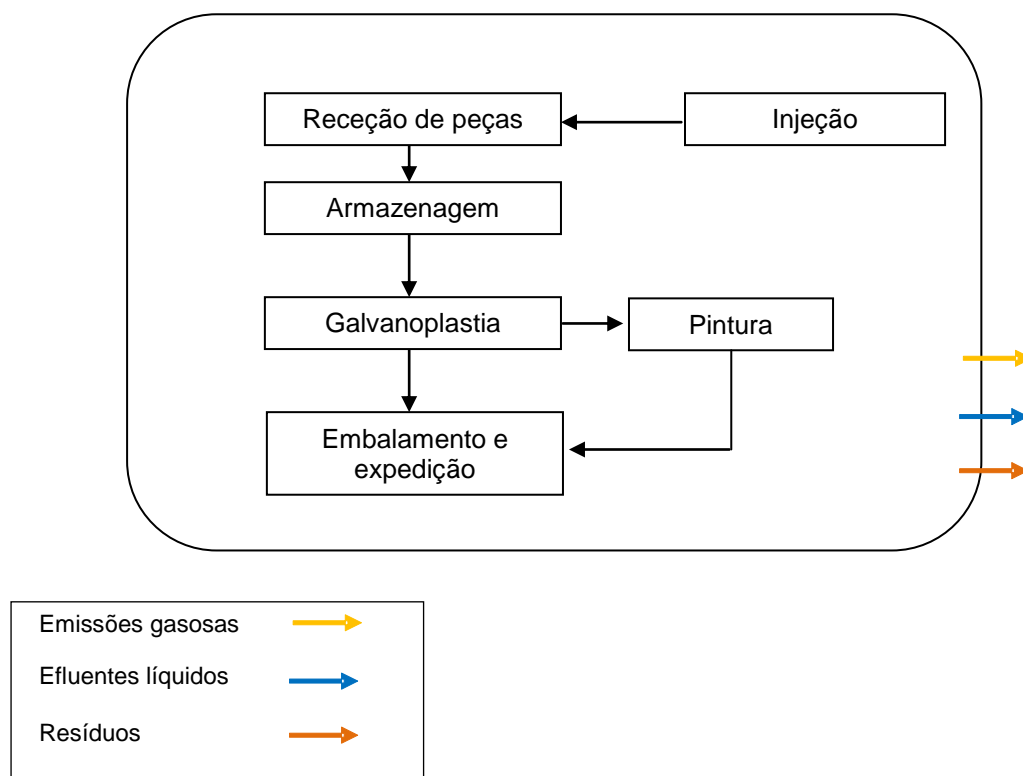 Receção de peças
Injeção
Armazenagem
Galvanoplastia
Pintura
Embalamento e
expedição
Emissões gasosas
Efluentes líquidos
Resíduos